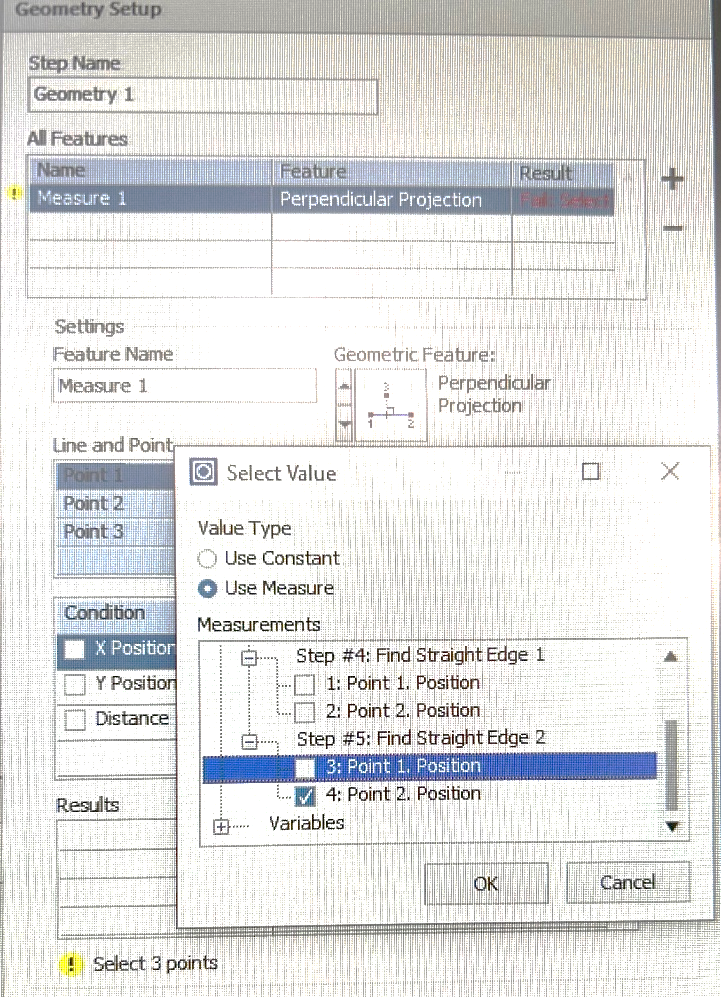 Geometry Setup
Step Name
Geometry 1
All Features
Name Feature Result
Measure 1 Perpendicular Projection Fail: Select
Settings
Feature Name Geometric Feature:
Measure 1 Perpendicular
Projection
3
1 2
Line and Point
Point 1
Point 2
Point 3
Select Value
Value Type
Use Constant
Use Measure
Measurements
Step #4: Find Straight Edge 1
1: Point 1. Position
2: Point 2. Position
Step #5: Find Straight Edge 2
3: Point 1. Position
4: Point 2. Position
Variables
OK Cancel
Condition
X Position
Y Position
Distance
Results
Select 3 points